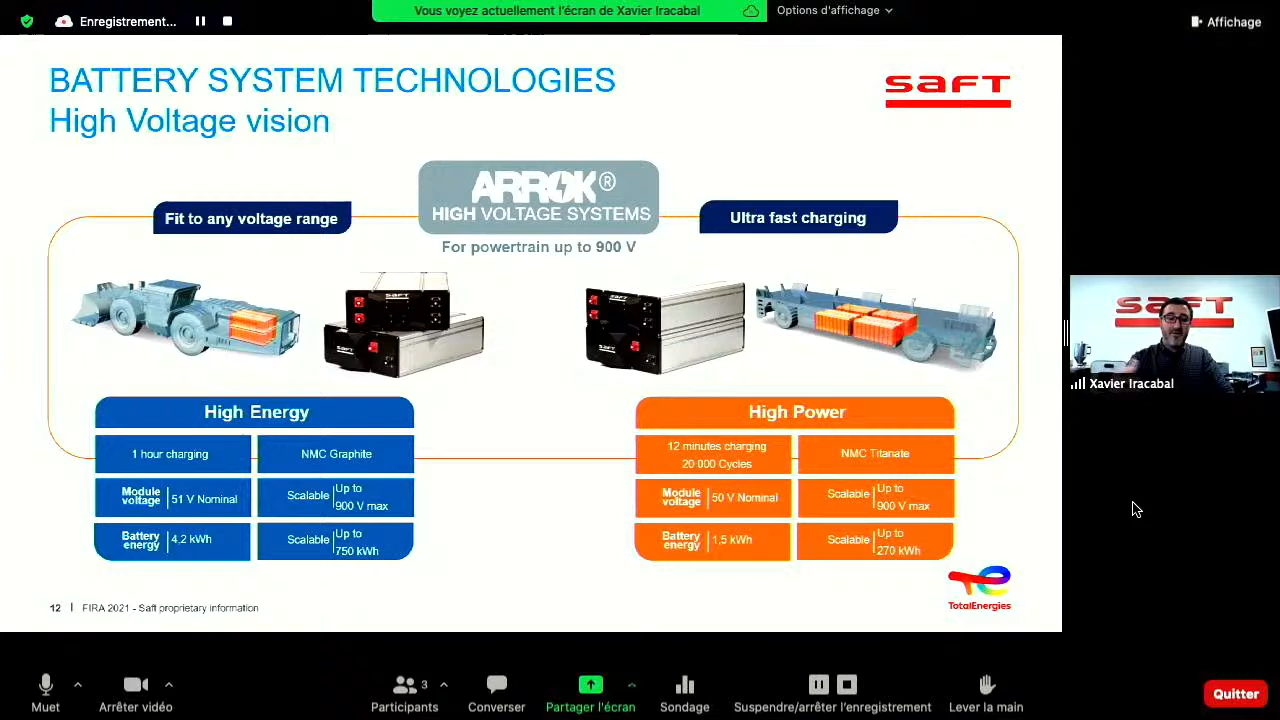 Enregistrement...
Vous voyez actuellement l'écran de Xavier Iracabal
Options d'affichage
Affichage
BATTERY SYSTEM TECHNOLOGIES
High Voltage vision
SAFT
ARROK®
HIGH VOLTAGE SYSTEMS
For powertrain up to 900 V
Fit to any voltage range
Ultra fast charging
SAFT
SAFT
SAFT
SAFT
Xavier Iracabal
High Energy
1 hour charging
NMC Graphite
Module voltage
51 V Nominal
Scalable
Up to
900 V max
Battery energy
4,2 kWh
Scalable
Up to
750 kWh
High Power
12 minutes charging
20 000 Cycles
NMC Titanate
Module voltage
50 V Nominal
Scalable
Up to
900 V max
Battery energy
1,5 kWh
Scalable
Up to
270 kWh
TotalEnergies
12 | FIRA 2021 - Saft proprietary information
Muet
Arrêter vidéo
Participants
3
Converser
Partager l'écran
Sondage
Suspendre/arrêter l'enregistrement
Lever la main
Quitter